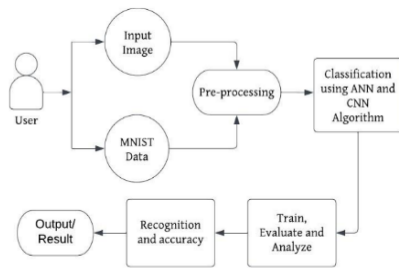 Input
Image
User
MNIST
Data
Pre-processing
Classification
using ANN and
CNN
Algorithm
Output/
Result
Recognition
and accuracy
Train,
Evaluate and
Analyze